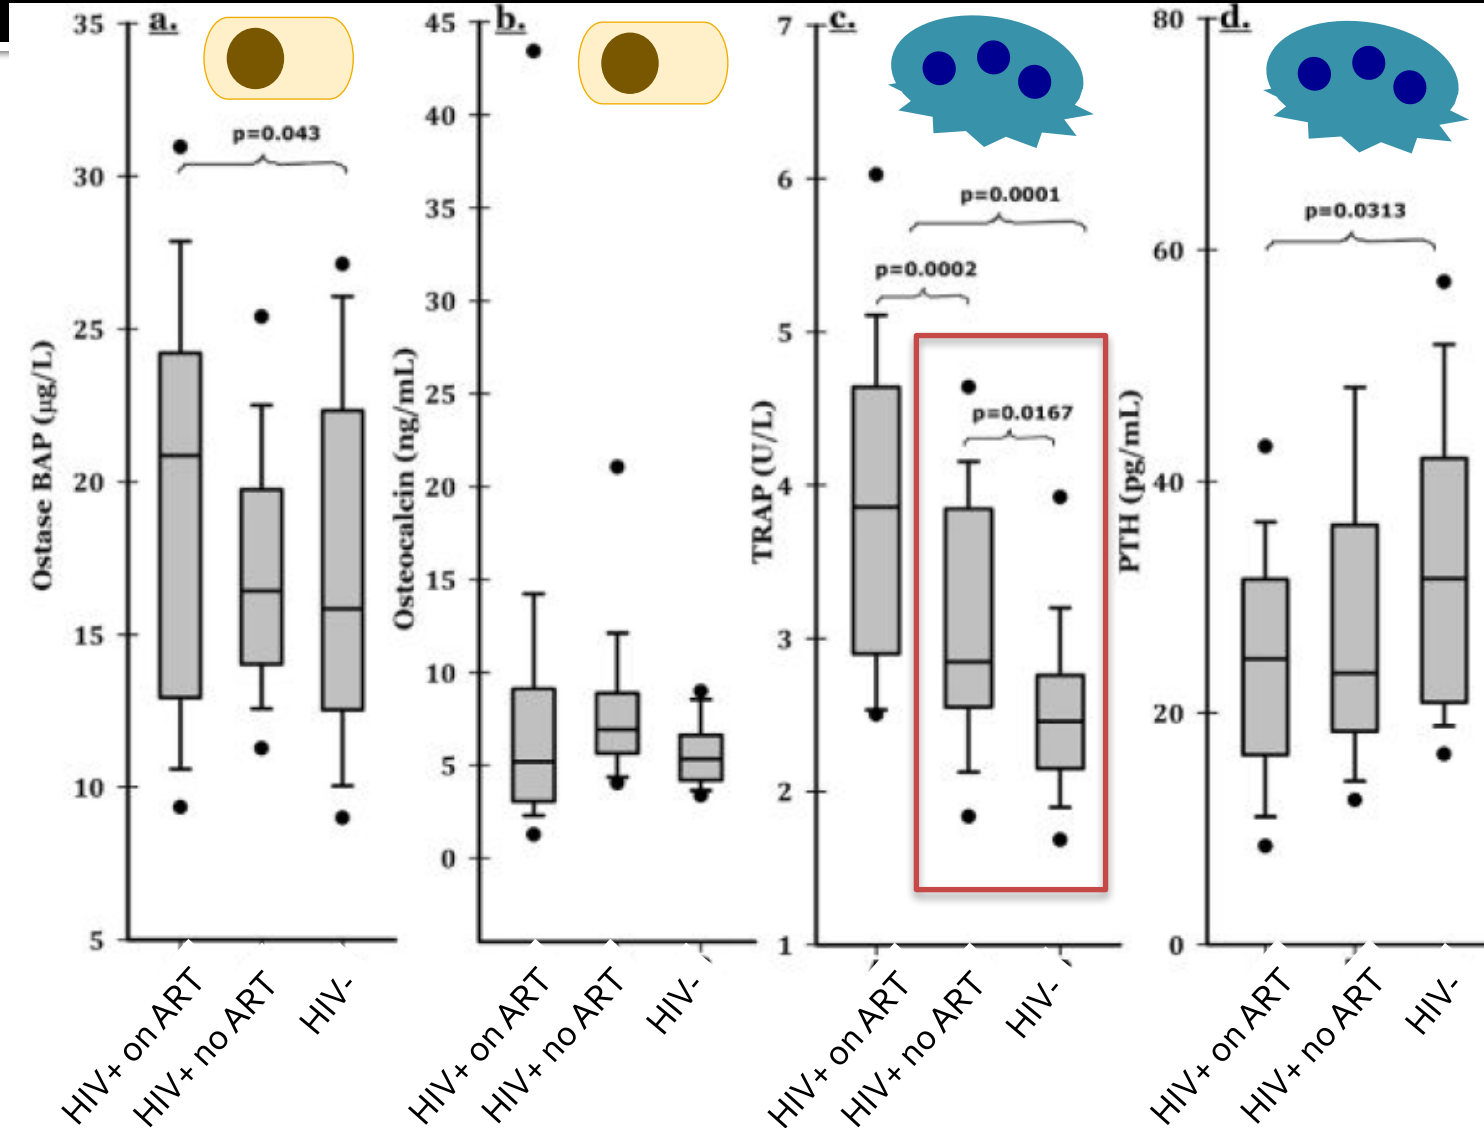 a.
35
30
25
20
15
10
5
Ostase BAP (µg/L)
p=0.043
HIV+ on ART
HIV+ no ART
HIV-
b.
45
40
35
30
25
20
15
10
5
0
Osteocalcin (ng/mL)
HIV+ on ART
HIV+ no ART
HIV-
c.
7
6
5
4
3
2
1
TRAP (U/L)
p=0.0001
p=0.0002
p=0.0167
HIV+ on ART
HIV+ no ART
HIV-
d.
80
60
40
20
0
PTH (pg/mL)
p=0.0313
HIV+ on ART
HIV+ no ART
HIV-